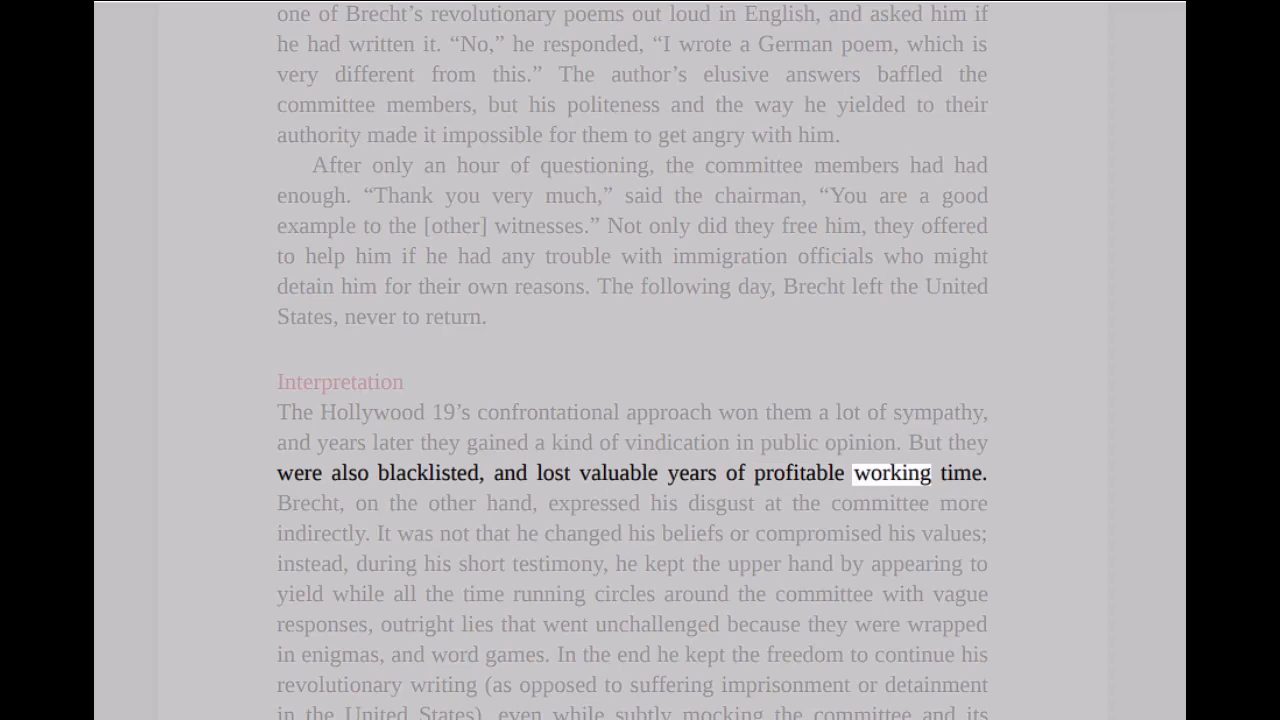 one of Brecht’s revolutionary poems out loud in English, and asked him if
he had written it. “No,” he responded, “I wrote a German poem, which is
very different from this.” The author’s elusive answers baffled the
committee members, but his politeness and the way he yielded to their
authority made it impossible for them to get angry with him.
After only an hour of questioning, the committee members had had
enough. “Thank you very much,” said the chairman, “You are a good
example to the [other] witnesses.” Not only did they free him, they offered
to help him if he had any trouble with immigration officials who might
detain him for their own reasons. The following day, Brecht left the United
States, never to return.
Interpretation
The Hollywood 19’s confrontational approach won them a lot of sympathy,
and years later they gained a kind of vindication in public opinion. But they
were also blacklisted, and lost valuable years of profitable working time.
Brecht, on the other hand, expressed his disgust at the committee more
indirectly. It was not that he changed his beliefs or compromised his values;
instead, during his short testimony, he kept the upper hand by appearing to
yield while all the time running circles around the committee with vague
responses, outright lies that went unchallenged because they were wrapped
in enigmas, and word games. In the end he kept the freedom to continue his
revolutionary writing (as opposed to suffering imprisonment or detainment
in the United States), even while subtly mocking the committee and its